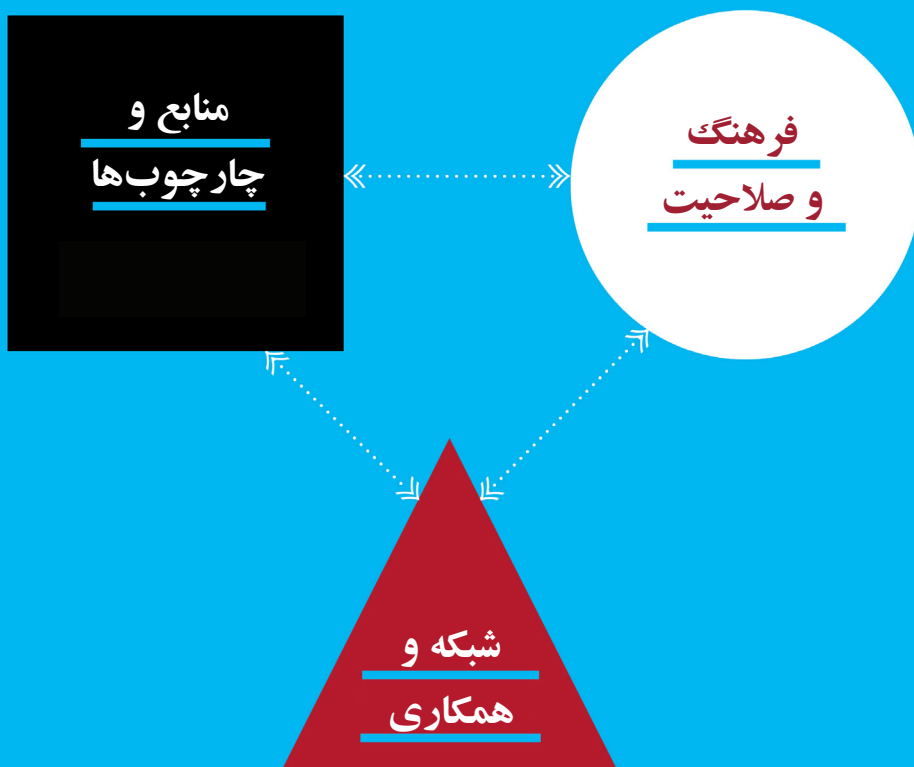 منابع و
چارچوب‌ها
فرهنگ
و صلاحیت
شبکه و
همکاری